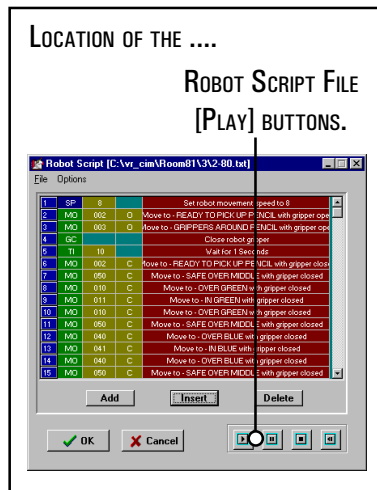 LOCATION OF THE ....
ROBOT SCRIPT FILE
[PLAY] BUTTONS.
Robot Script [C:\vr_cim\Room81\3\2-80.txt]
File Options
1 SP 8 Set robot movement speed to 8
2 MO 002 O Move to - READY TO PICK UP PENCIL with gripper ope
3 MO 003 O Move to - GRIPPERS AROUND PENCIL with gripper ope
4 GC Close robot gripper
5 TI 10 Wait for 1 Seconds
6 MO 002 C Move to - READY TO PICK UP PENCIL with gripper close
7 MO 050 C Move to - SAFE OVER MIDDLE with gripper closed
8 MO 010 C Move to - OVER GREEN with gripper closed
9 MO 011 C Move to - IN GREEN with gripper closed
10 MO 010 C Move to - OVER GREEN with gripper closed
11 MO 050 C Move to - SAFE OVER MIDDLE with gripper closed
12 MO 040 C Move to - OVER BLUE with gripper closed
13 MO 041 C Move to - IN BLUE with gripper closed
14 MO 040 C Move to - OVER BLUE with gripper closed
15 MO 050 C Move to - SAFE OVER MIDDLE with gripper closed
Add Insert Delete
OK Cancel